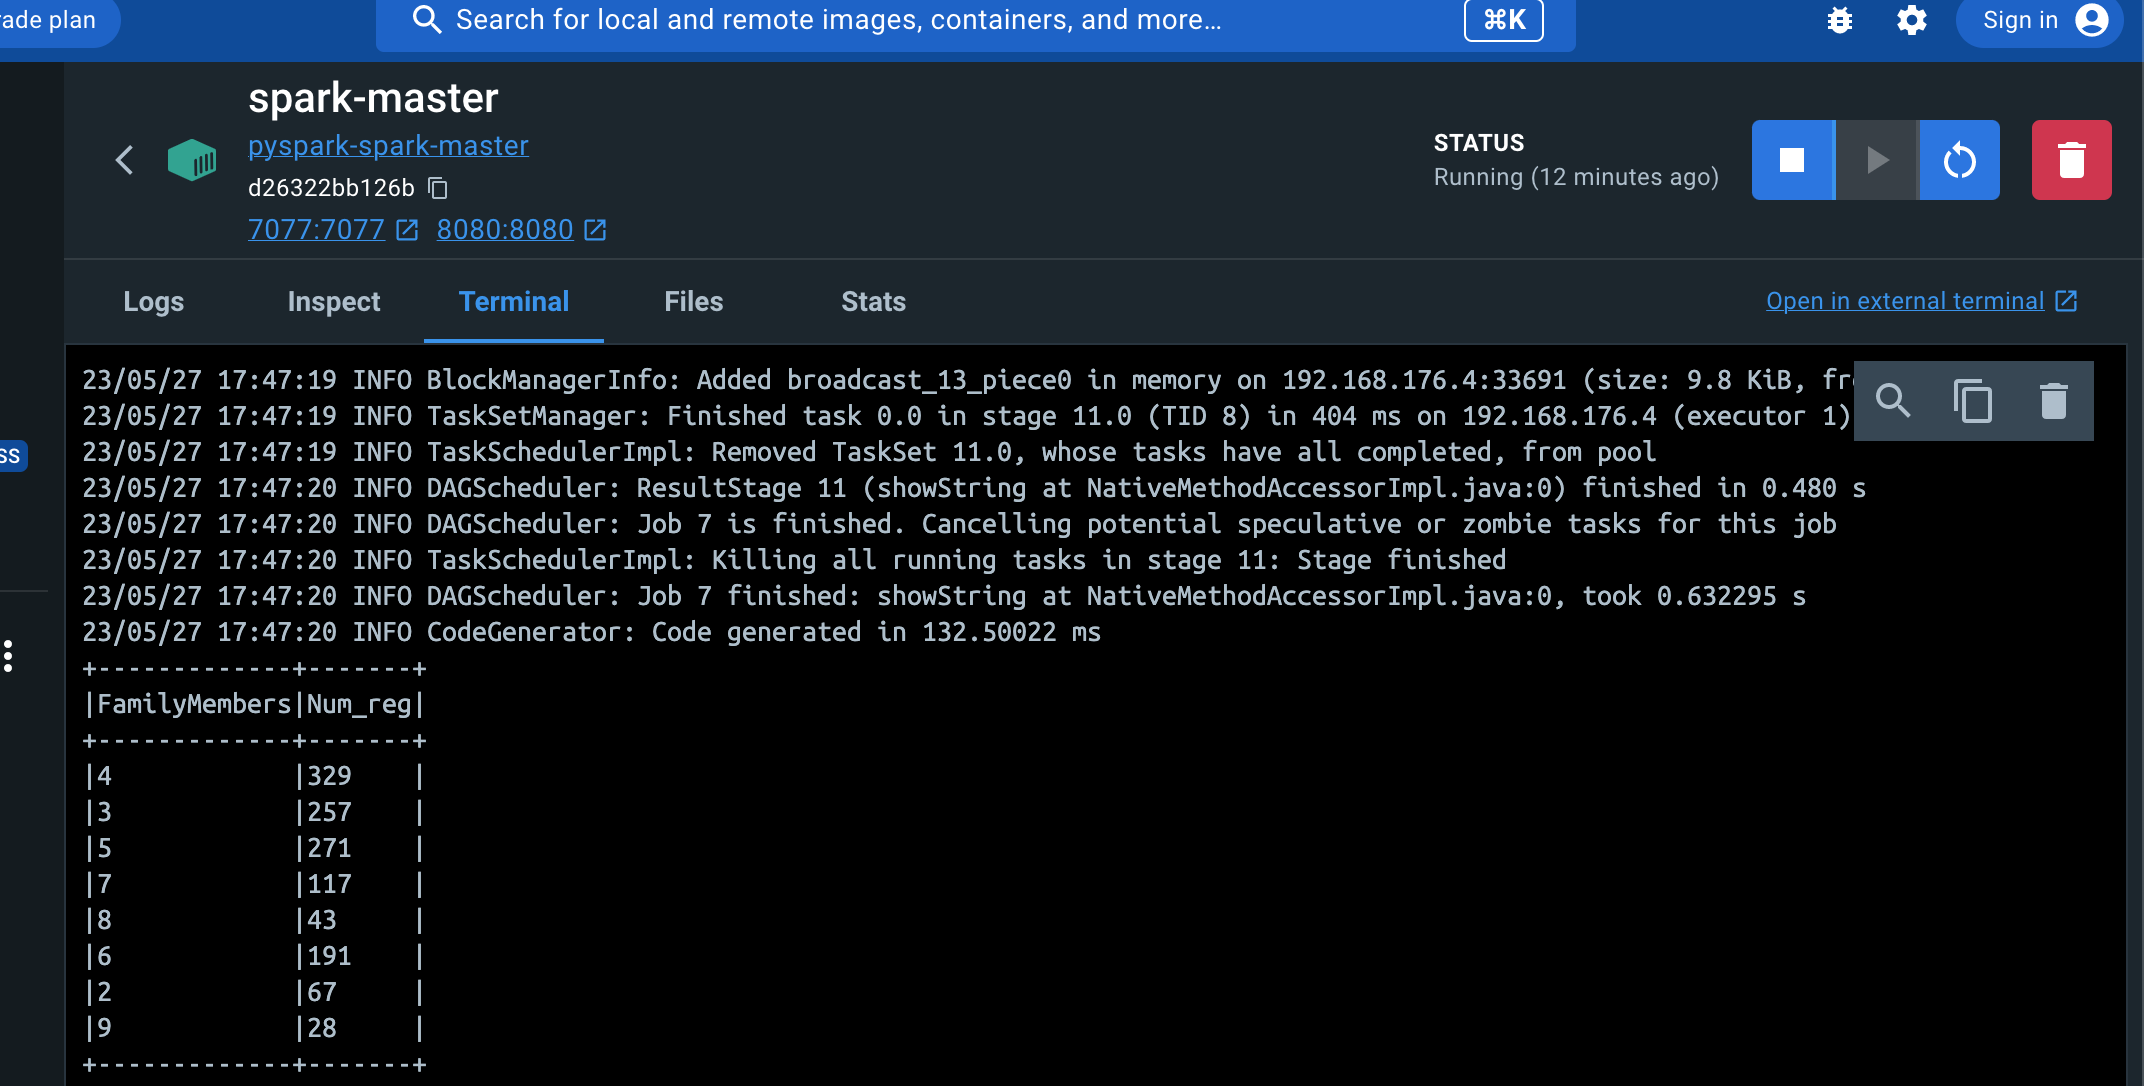 ade plan
Search for local and remote images, containers, and more...
⌘K
Sign in
spark-master
pyspark-spark-master
d26322bb126b
7077:7077 8080:8080
STATUS
Running (12 minutes ago)
Logs Inspect Terminal Files Stats
Open in external terminal
ss
23/05/27 17:47:19 INFO BlockManagerInfo: Added broadcast_13_piece0 in memory on 192.168.176.4:33691 (size: 9.8 KiB, fr
23/05/27 17:47:19 INFO TaskSetManager: Finished task 0.0 in stage 11.0 (TID 8) in 404 ms on 192.168.176.4 (executor 1)
23/05/27 17:47:19 INFO TaskSchedulerImpl: Removed TaskSet 11.0, whose tasks have all completed, from pool
23/05/27 17:47:20 INFO DAGScheduler: ResultStage 11 (showString at NativeMethodAccessorImpl.java:0) finished in 0.480 s
23/05/27 17:47:20 INFO DAGScheduler: Job 7 is finished. Cancelling potential speculative or zombie tasks for this job
23/05/27 17:47:20 INFO TaskSchedulerImpl: Killing all running tasks in stage 11: Stage finished
23/05/27 17:47:20 INFO DAGScheduler: Job 7 finished: showString at NativeMethodAccessorImpl.java:0, took 0.632295 s
23/05/27 17:47:20 INFO CodeGenerator: Code generated in 132.50022 ms
+-------------+-------+
|FamilyMembers|Num_reg|
+-------------+-------+
|4            |329    |
|3            |257    |
|5            |271    |
|7            |117    |
|8            |43     |
|6            |191    |
|2            |67     |
|9            |28     |
+-------------+-------+